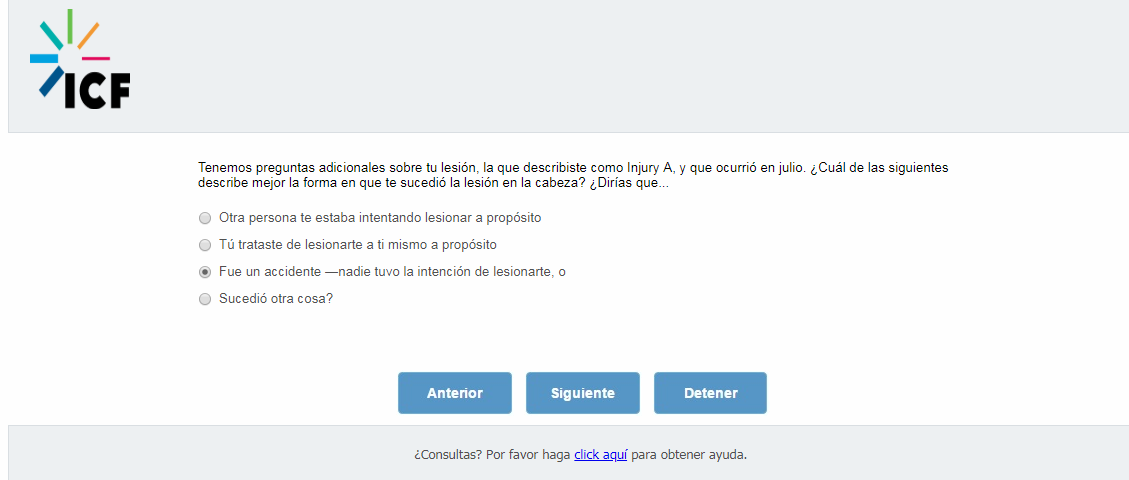 ICF
Tenemos preguntas adicionales sobre tu lesión, la que describiste como Injury A, y que ocurrió en julio. ¿Cuál de las siguientes
describe mejor la forma en que te sucedió la lesión en la cabeza? ¿Dirías que...
Otra persona te estaba intentando lesionar a propósito
Tú trataste de lesionarte a ti mismo a propósito
Fue un accidente —nadie tuvo la intención de lesionarte, o
Sucedió otra cosa?
Anterior Siguiente Detener
¿Consultas? Por favor haga click aquí para obtener ayuda.